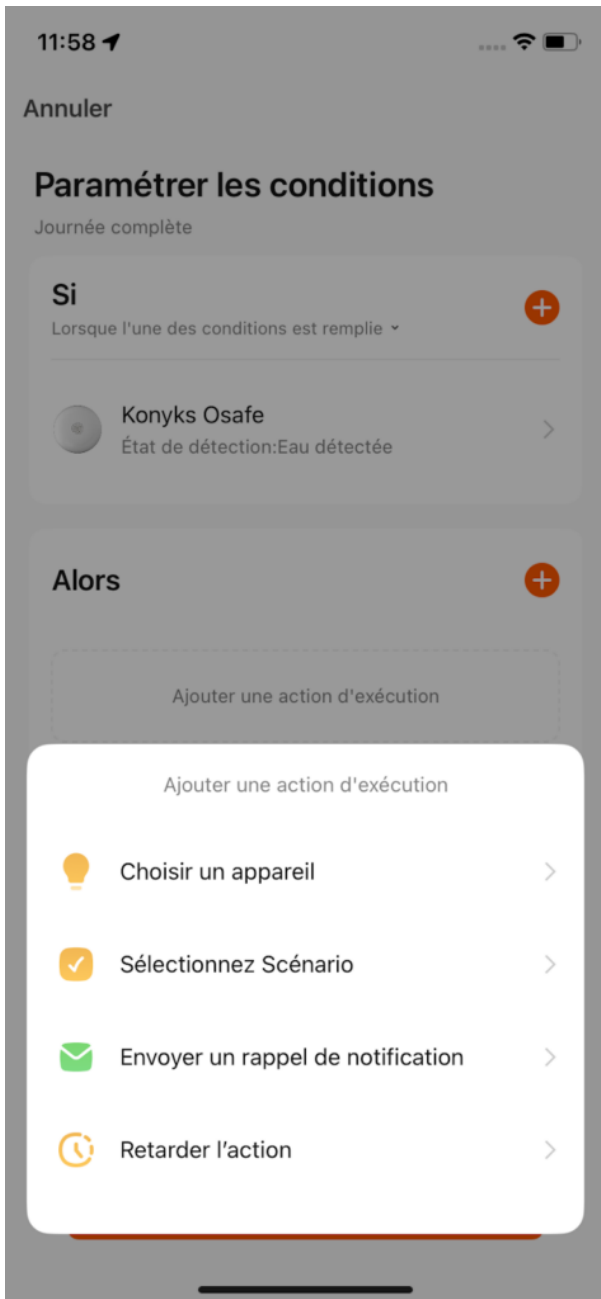 11:58
Annuler
Paramétrer les conditions
Journée complète
Si
Lorsque l'une des conditions est remplie
Konyks Osafe
État de détection:Eau détectée
Alors
Ajouter une action d'exécution
Ajouter une action d'exécution
Choisir un appareil
Sélectionnez Scénario
Envoyer un rappel de notification
Retarder l’action